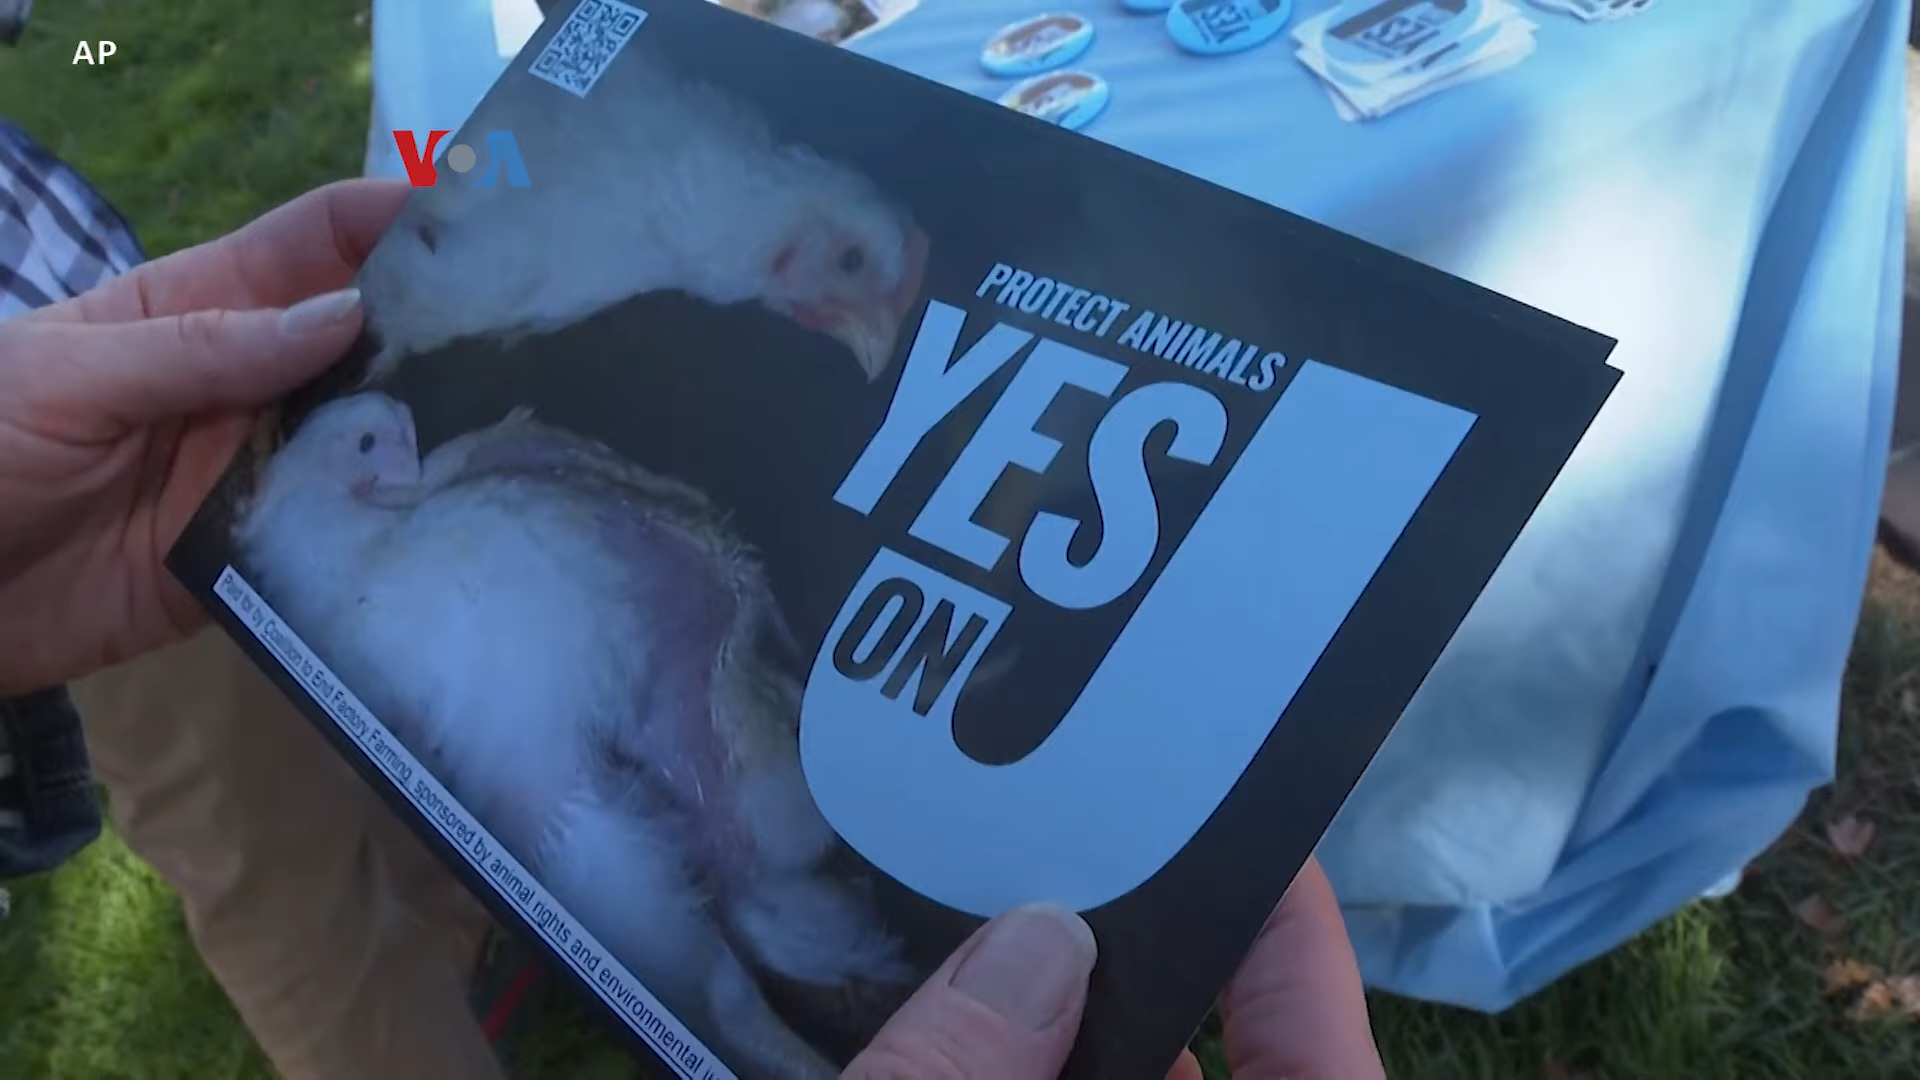 AP
VOA
PROTECT ANIMALS
YES
ON
J
Paid for by Coalition to End Factory Farming, sponsored by animal rights and environmental
YES